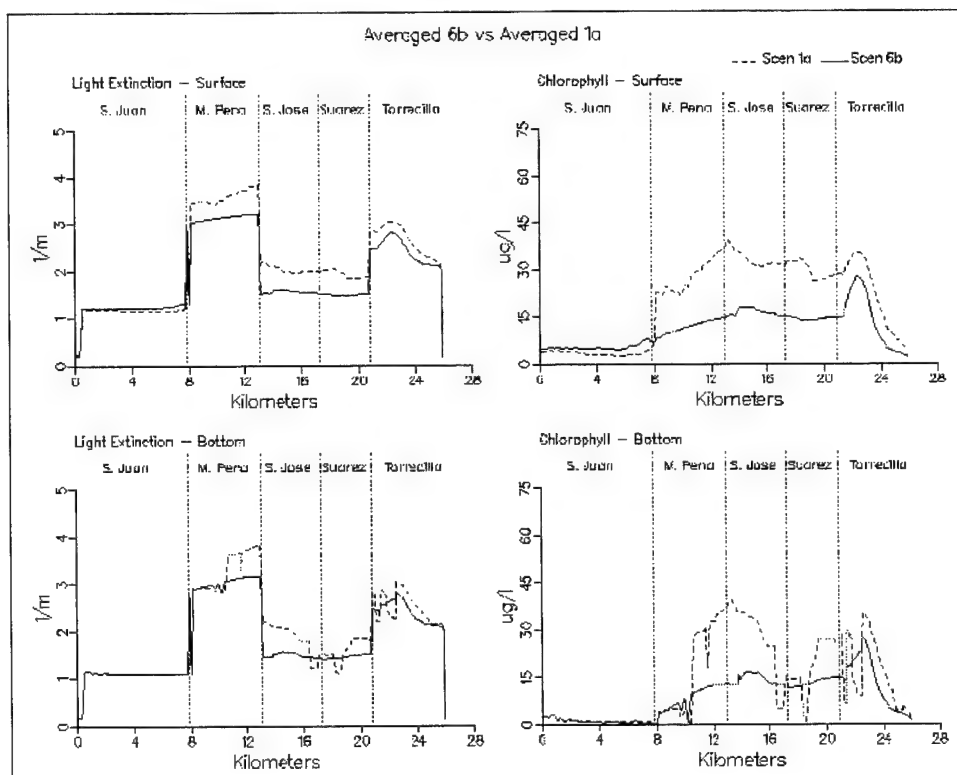 Averaged 6b vs Averaged 1a
Scen 1a Scen 6b
Light Extinction – Surface
S. Juan M. Pena S. Jose Suarez Torrecilla
1/m
0 1 2 3 4 5
0 4 8 12 16 20 24 28
Kilometers
Chlorophyll – Surface
S. Juan M. Pena S. Jose Suarez Torrecilla
ug/l
0 15 30 45 60 75
0 4 8 12 16 20 24 28
Kilometers
Light Extinction – Bottom
S. Juan M. Pena S. Jose Suarez Torrecilla
1/m
0 1 2 3 4 5
0 4 8 12 16 20 24 28
Kilometers
Chlorophyll – Bottom
S. Juan M. Pena S. Jose Suarez Torrecilla
ug/l
0 15 30 45 60 75
0 4 8 12 16 20 24 28
Kilometers